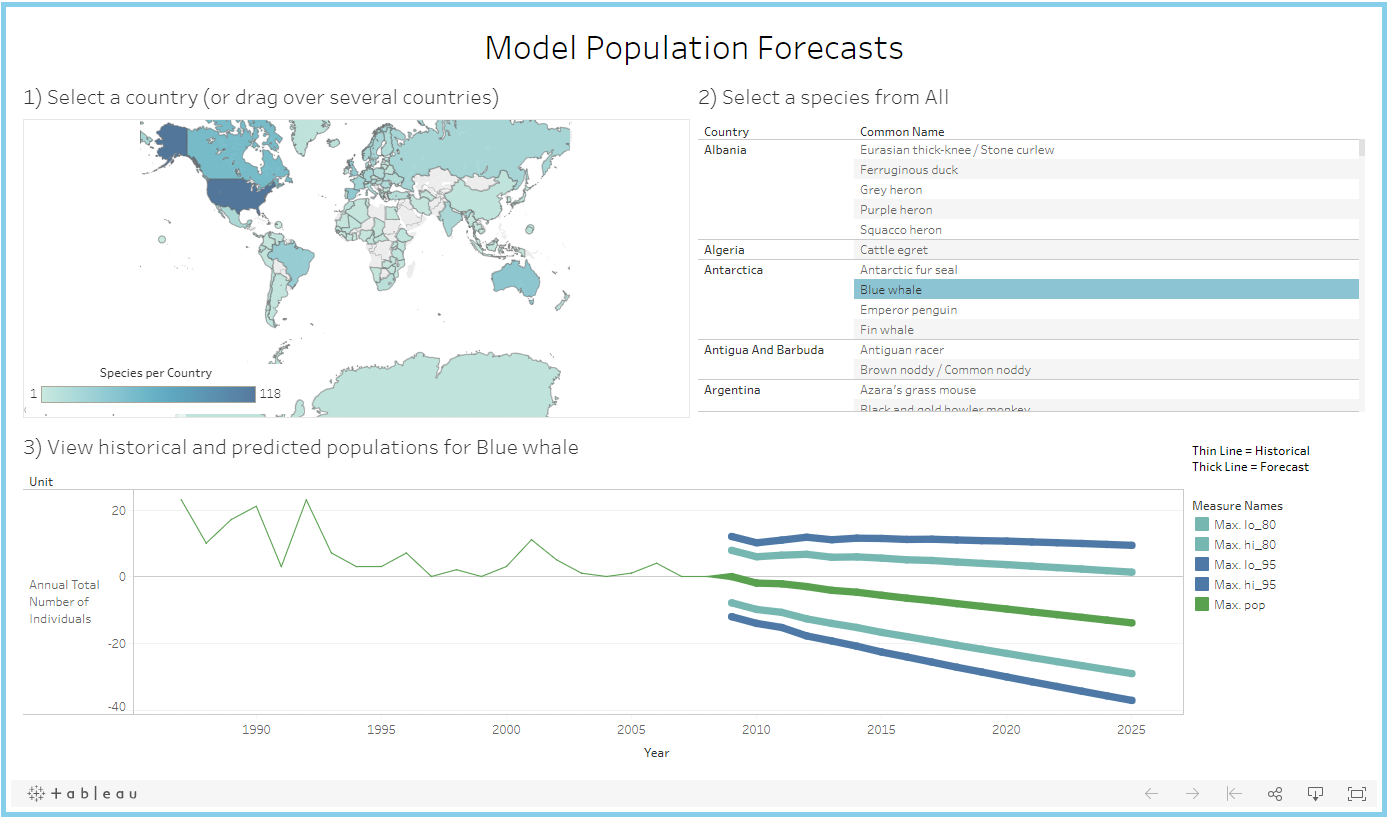 Model Population Forecasts
1) Select a country (or drag over several countries)
Species per Country
1 118
2) Select a species from All
Country Common Name
Albania Eurasian thick-knee / Stone curlew
Ferruginous duck
Grey heron
Purple heron
Squacco heron
Algeria Cattle egret
Antarctica Antarctic fur seal
Blue whale
Emperor penguin
Fin whale
Antigua And Barbuda Antiguan racer
Brown noddy / Common noddy
Argentina Azara's grass mouse
Black and gold howler monkey
3) View historical and predicted populations for Blue whale
Unit
Annual Total
Number of
Individuals
20
0
-20
-40
1990 1995 2000 2005 2010 2015 2020 2025
Year
Thin Line = Historical
Thick Line = Forecast
Measure Names
Max. lo_80
Max. hi_80
Max. lo_95
Max. hi_95
Max. pop
+ a b | e a u